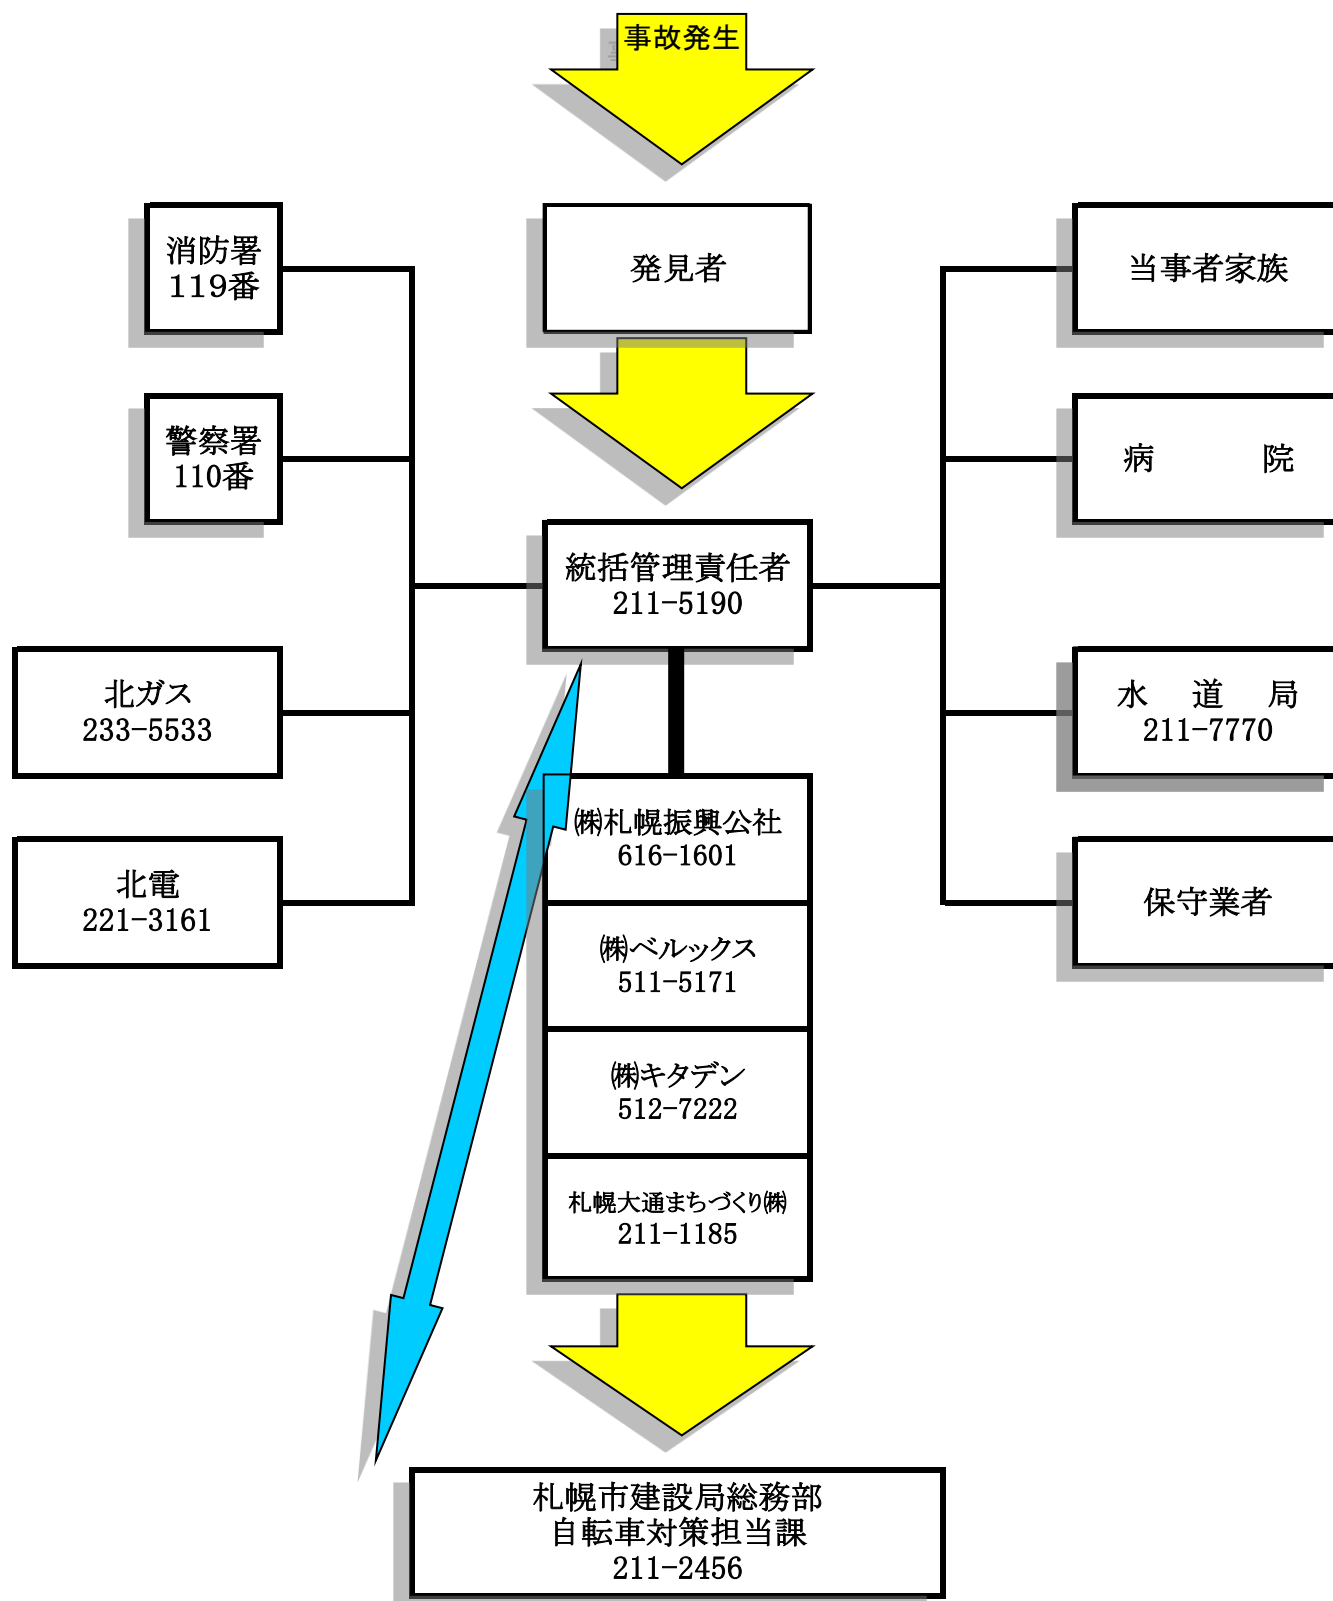 事故発生
消防署
119番
発見者
当事者家族
警察署
110番
病　　　院
統括管理責任者
211-5190
北ガス
233-5533
水　道　局
211-7770
㈱札幌振興公社
616-1601
北電
221-3161
保守業者
㈱ベルックス
511-5171
㈱キタデン
512-7222
札幌大通まちづくり㈱
211-1185
札幌市建設局総務部
自転車対策担当課
211-2456